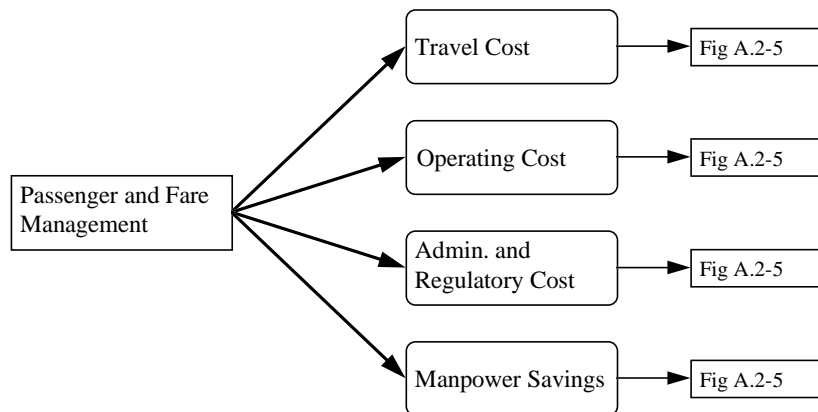 Travel Cost
Fig A.2-5
Operating Cost
Fig A.2-5
Passenger and Fare
Management
Admin. and
Regulatory Cost
Fig A.2-5
Manpower Savings
Fig A.2-5